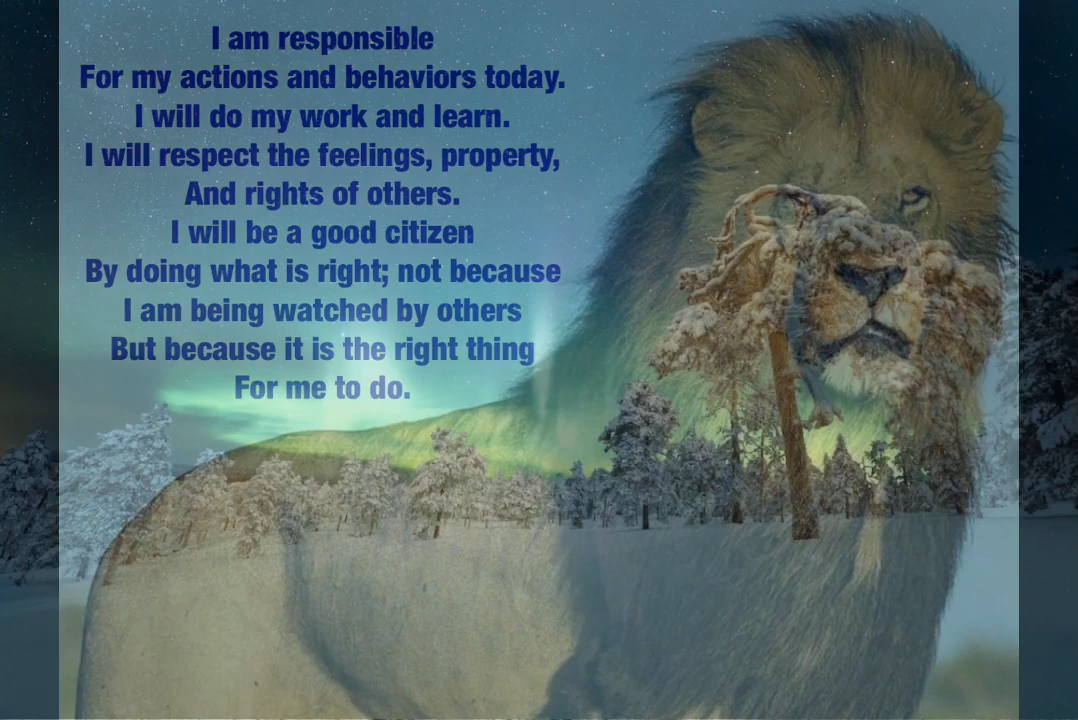 I am responsible
For my actions and behaviors today.
I will do my work and learn.
I will respect the feelings, property,
And rights of others.
I will be a good citizen
By doing what is right; not because
I am being watched by others
But because it is the right thing
For me to do.